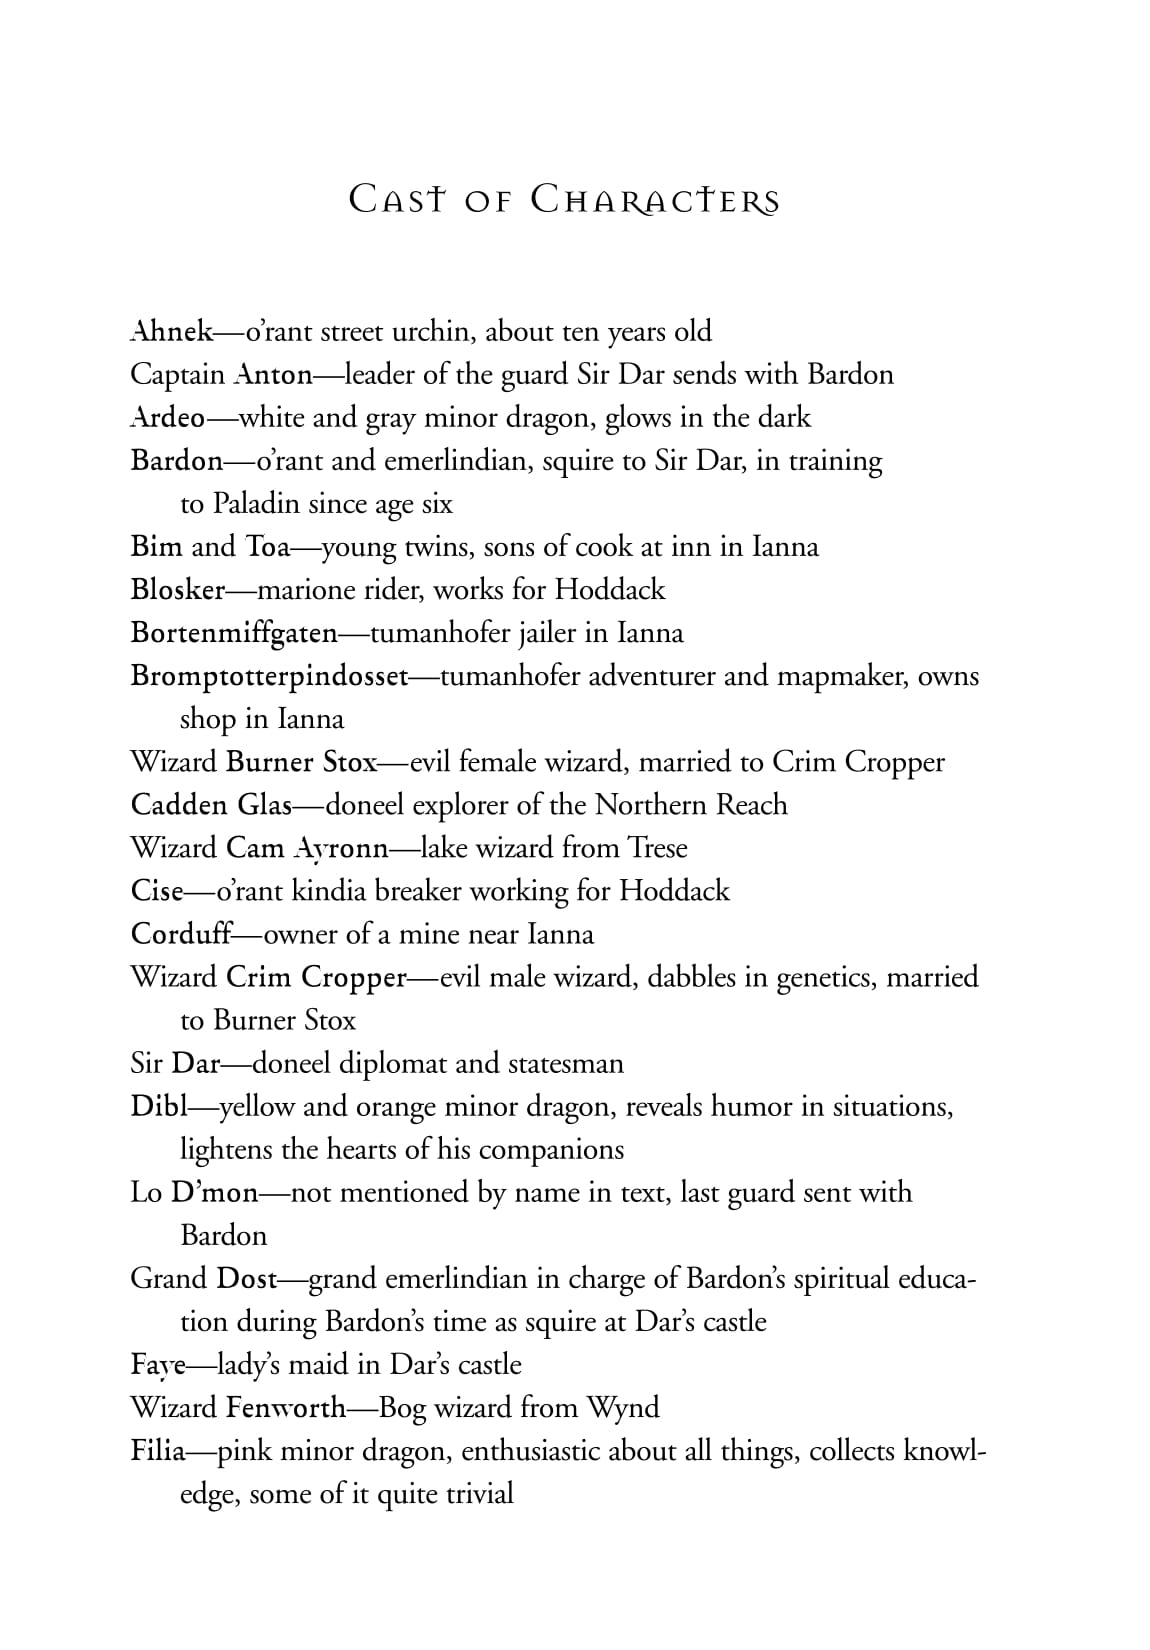 Cast of Characters
Ahnek—o’rant street urchin, about ten years old
Captain Anton—leader of the guard Sir Dar sends with Bardon
Ardeo—white and gray minor dragon, glows in the dark
Bardon—o’rant and emerlindian, squire to Sir Dar, in training
to Paladin since age six
Bim and Toa—young twins, sons of cook at inn in Ianna
Blosker—marione rider, works for Hoddack
Bortenmiffgaten—tumanhofer jailer in Ianna
Bromptotterpindosset—tumanhofer adventurer and mapmaker, owns
shop in Ianna
Wizard Burner Stox—evil female wizard, married to Crim Cropper
Cadden Glas—doneel explorer of the Northern Reach
Wizard Cam Ayronn—lake wizard from Trese
Cise—o’rant kindia breaker working for Hoddack
Corduff—owner of a mine near Ianna
Wizard Crim Cropper—evil male wizard, dabbles in genetics, married
to Burner Stox
Sir Dar—doneel diplomat and statesman
Dibl—yellow and orange minor dragon, reveals humor in situations,
lightens the hearts of his companions
Lo D’mon—not mentioned by name in text, last guard sent with
Bardon
Grand Dost—grand emerlindian in charge of Bardon’s spiritual educa-
tion during Bardon’s time as squire at Dar’s castle
Faye—lady’s maid in Dar’s castle
Wizard Fenworth—Bog wizard from Wynd
Filia—pink minor dragon, enthusiastic about all things, collects knowl-
edge, some of it quite trivial